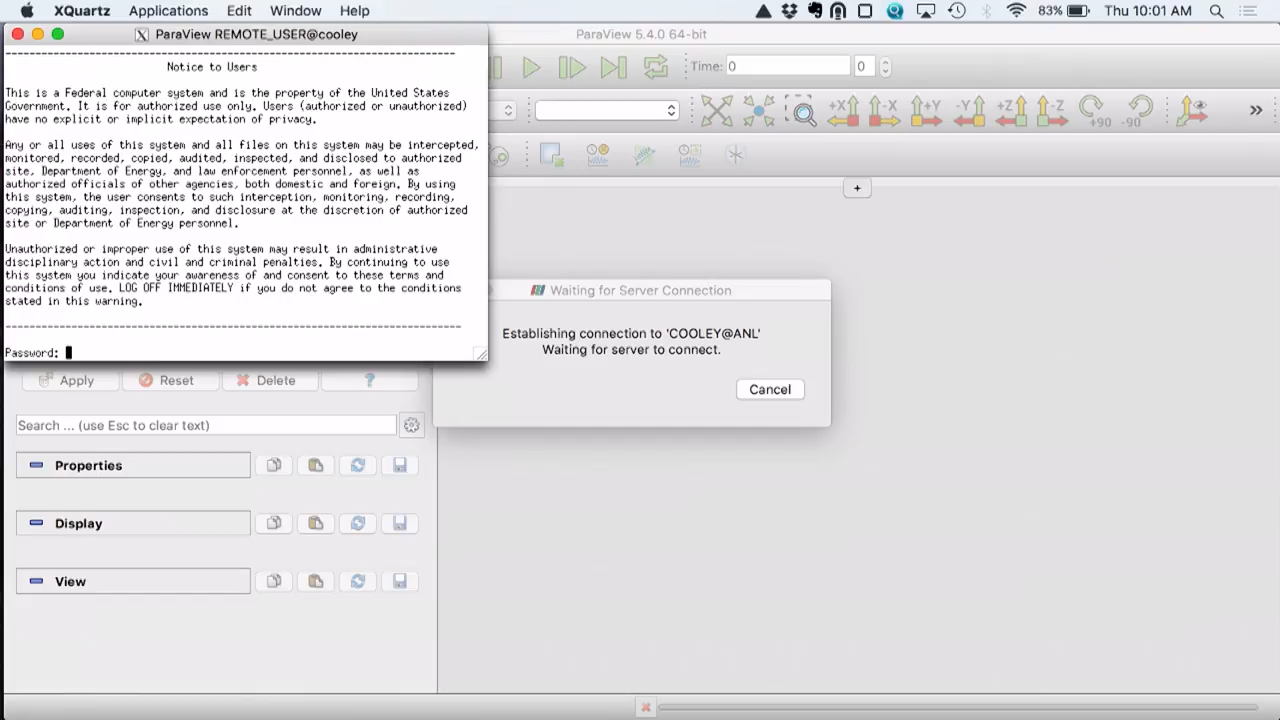 XQuartz Applications Edit Window Help 83% Thu 10:01 AM
ParaView REMOTE_USER@cooley
ParaView 5.4.0 64-bit
--------------------------------------------------------------------------
Notice to Users
This is a Federal computer system and is the property of the United States
Government. It is for authorized use only. Users (authorized or unauthorized)
have no explicit or implicit expectation of privacy.
Any or all uses of this system and all files on this system may be intercepted,
monitored, recorded, copied, audited, inspected, and disclosed to authorized
site, Department of Energy, and law enforcement personnel, as well as
authorized officials of other agencies, both domestic and foreign. By using
this system, the user consents to such interception, monitoring, recording,
copying, auditing, inspection, and disclosure at the discretion of authorized
site or Department of Energy personnel.
Unauthorized or improper use of this system may result in administrative
disciplinary action and civil and criminal penalties. By continuing to use
this system you indicate your awareness of and consent to these terms and
conditions of use. LOG OFF IMMEDIATELY if you do not agree to the conditions
stated in this warning.
---------------------------------------------------------------------------
Password:
Time: 0 0
+X -X +Y -Y +Z -Z +90 -90 »
+
Waiting for Server Connection
Establishing connection to 'COOLEY@ANL'
Waiting for server to connect.
Cancel
Apply Reset Delete ?
Search ... (use Esc to clear text)
Properties
Display
View